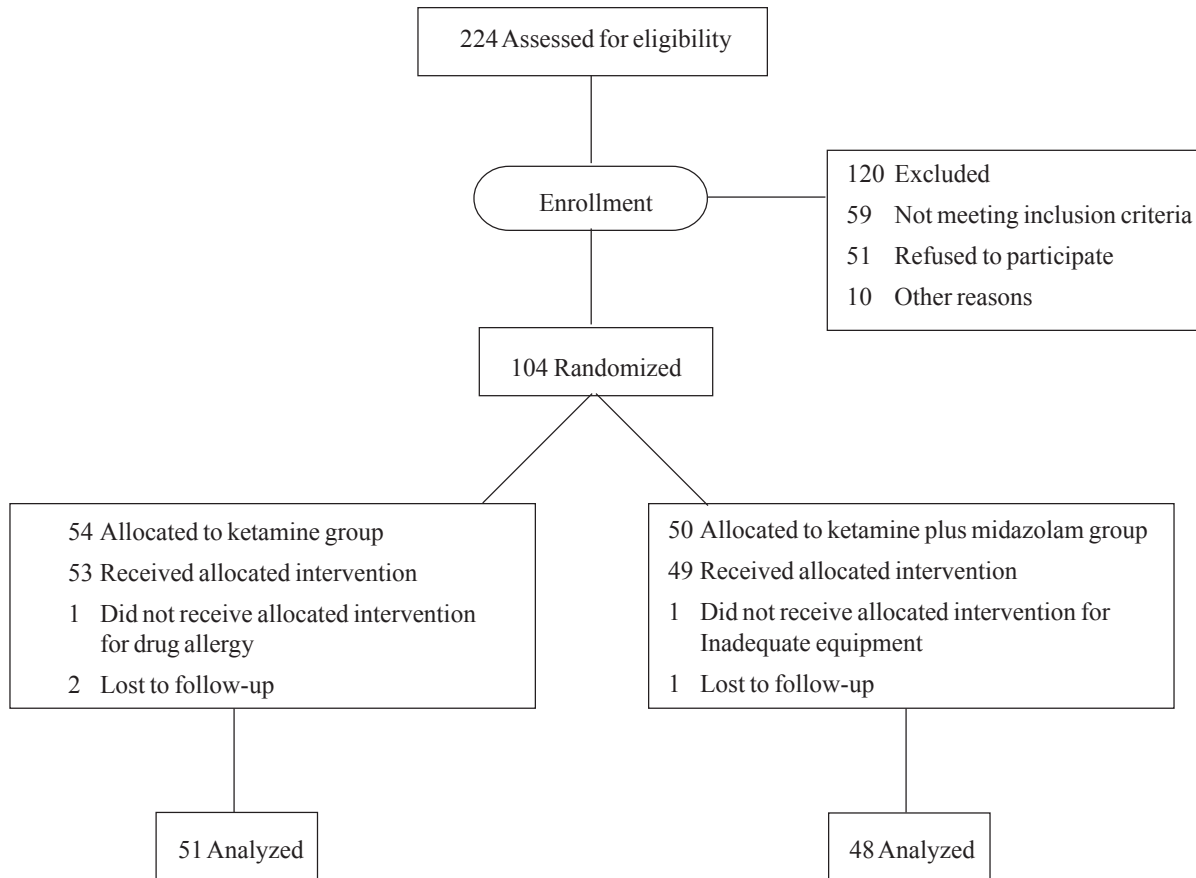 224 Assessed for eligibility
Enrollment
120 Excluded
59 Not meeting inclusion criteria
51 Refused to participate
10 Other reasons
104 Randomized
54 Allocated to ketamine group
53 Received allocated intervention
1 Did not receive allocated intervention
for drug allergy
2 Lost to follow-up
50 Allocated to ketamine plus midazolam group
49 Received allocated intervention
1 Did not receive allocated intervention for
Inadequate equipment
1 Lost to follow-up
51 Analyzed
48 Analyzed